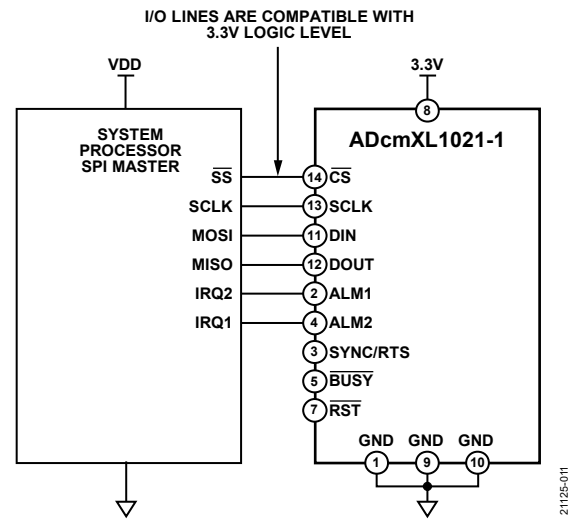 I/O LINES ARE COMPATIBLE WITH
3.3V LOGIC LEVEL
VDD
3.3V
8
SYSTEM
PROCESSOR
SPI MASTER
ADcmXL1021-1
SS 14 CS
SCLK 13 SCLK
MOSI 11 DIN
MISO 12 DOUT
IRQ2 2 ALM1
IRQ1 4 ALM2
3 SYNC/RTS
5 BUSY
7 RST
GND GND GND
1 9 10
21125-011